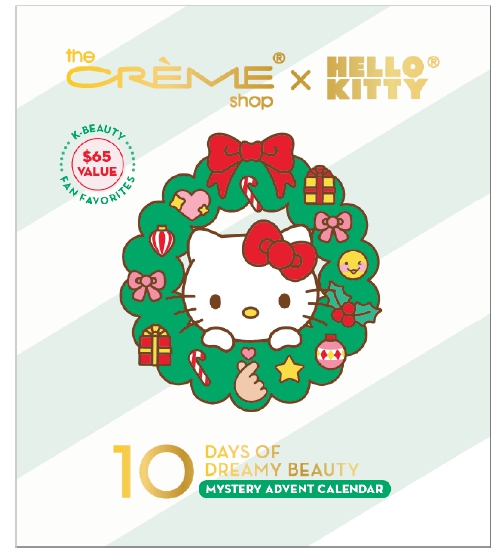 the
CRÈME® x HELLO KITTY®
shop
K-BEAUTY
$65
VALUE
FAN FAVORITES
10 DAYS OF
DREAMY BEAUTY
MYSTERY ADVENT CALENDAR